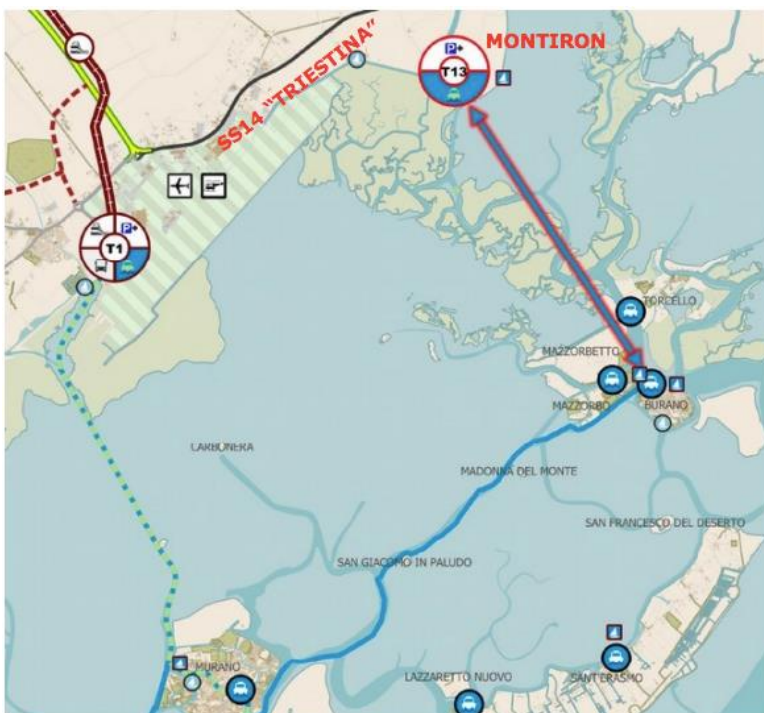 MONTIRON
P+
T13
SS14 "TRIESTINA"
P+
T1
TORCELLO
MAZZORBETTO
MAZZORBO
BURANO
CARBONERA
MADONNA DEL MONTE
SAN FRANCESCO DEL DESERTO
SAN GIACOMO IN PALUDO
MURANO
LAZZARETTO NUOVO
SANT'ERASMO